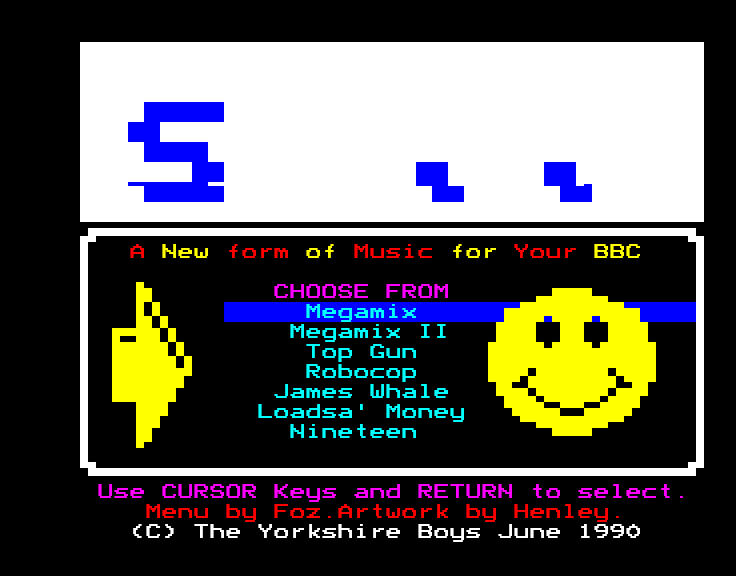 S
A New form of Music for Your BBC
CHOOSE FROM
Megamix
Megamix II
Top Gun
Robocop
James Whale
Loadsa' Money
Nineteen
Use CURSOR Keys and RETURN to select.
Menu by Foz.Artwork by Henley.
(C) The Yorkshire Boys June 1990